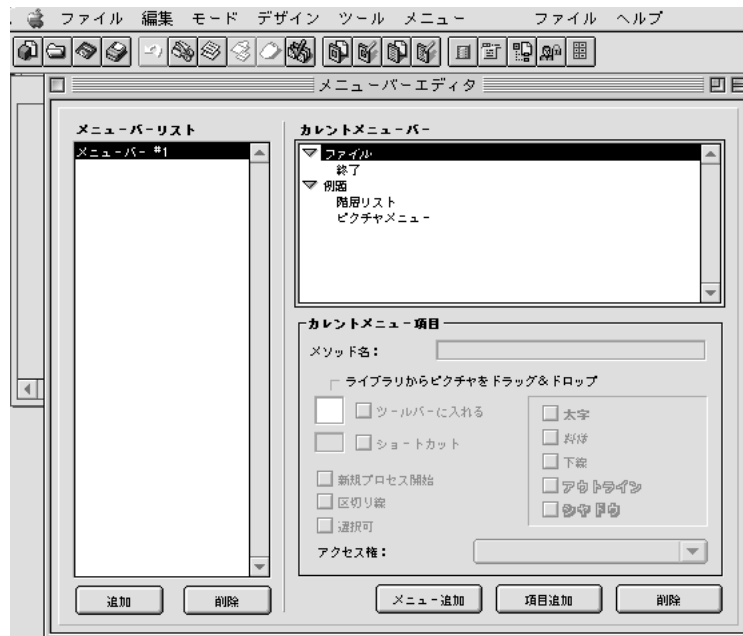 ファイル 編集 モード デザイン ツール メニュー ファイル ヘルプ
メニューバーエディタ
メニューバーリスト
メニューバー #1
追加
削除
カレントメニューバー
ファイル
終了
例題
階層リスト
ピクチャメニュー
カレントメニュー項目
メソッド名：
ライブラリからピクチャをドラッグ&ドロップ
ツールバーに入れる
ショートカット
新規プロセス開始
区切り線
選択可
太字
斜体
下線
アウトライン
シャドウ
アクセス権：
メニュー追加
項目追加
削除